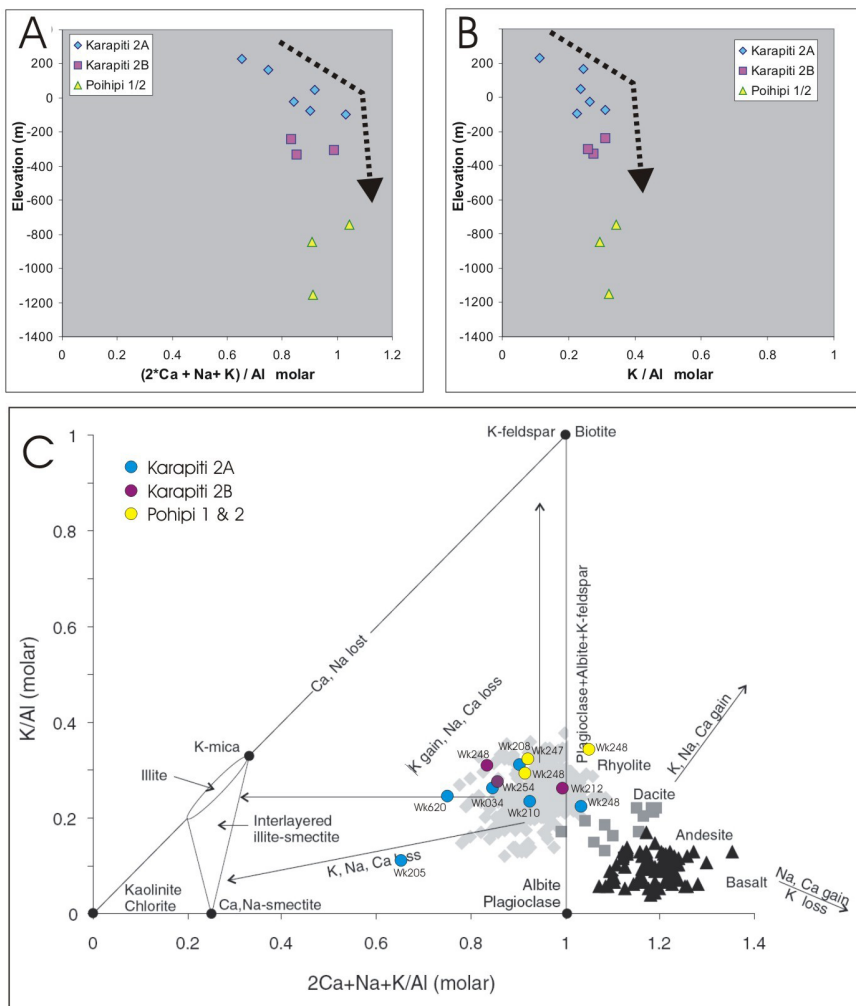 A
Karapiti 2A
Karapiti 2B
Poihipi 1/2
Elevation (m)
200
0
-200
-400
-600
-800
-1000
-1200
-1400
0
0.2
0.4
0.6
0.8
1
1.2
(2*Ca + Na+ K) / Al molar
B
Karapiti 2A
Karapiti 2B
Poihipi 1/2
Elevation (m)
200
0
-200
-400
-600
-800
-1000
-1200
-1400
0
0.2
0.4
0.6
0.8
1
K / Al molar
C
Karapiti 2A
Karapiti 2B
Pohipi 1 & 2
K-feldspar
Biotite
K/Al (molar)
1
0.8
0.6
0.4
0.2
0
Ca, Na lost
K gain, Na, Ca loss
Plagioclase+Albite+K-feldspar
K, Na, Ca gain
K-mica
Illite
Interlayered
illite-smectite
Wk248
Wk208
Wk247
Wk248
Wk248
Wk254
Wk212
Wk620
Wk034
Wk210
Wk248
Rhyolite
Dacite
Andesite
Basalt
K, Na, Ca loss
Wk205
Kaolinite
Chlorite
Ca,Na-smectite
Albite
Plagioclase
Na, Ca gain
K loss
0
0.2
0.4
0.6
0.8
1
1.2
1.4
2Ca+Na+K/Al (molar)